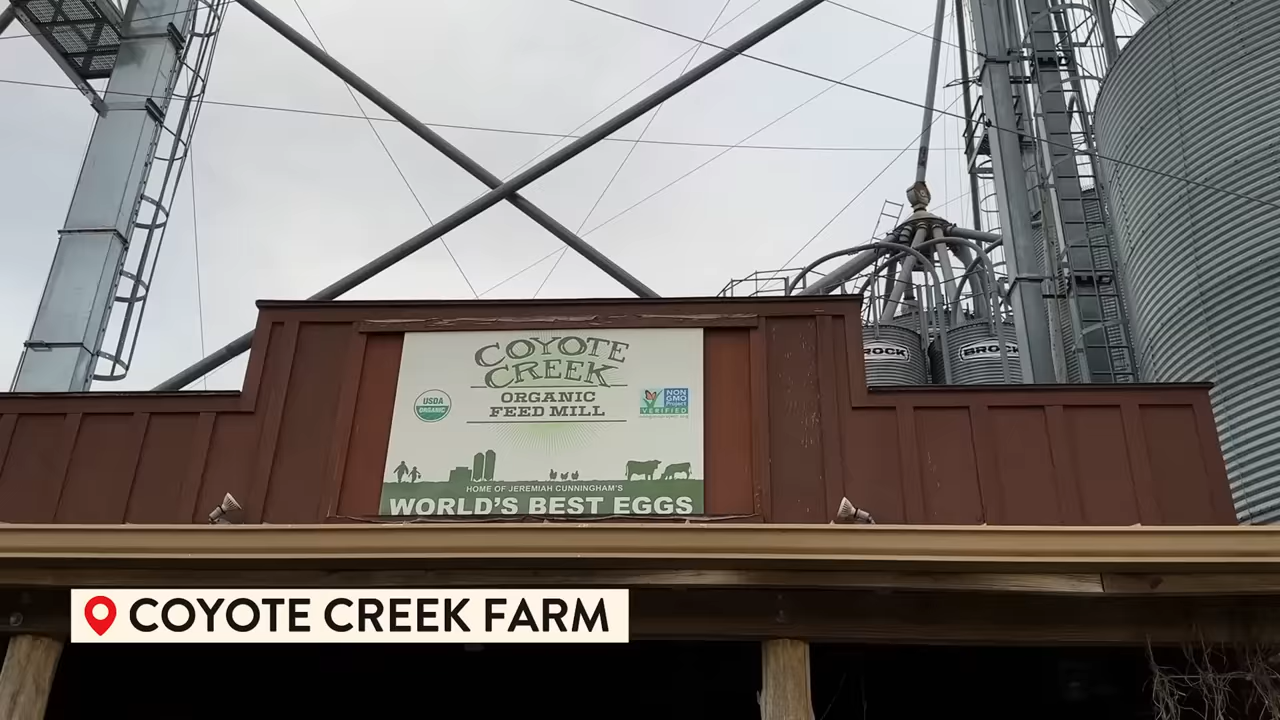 BROCK
BROCK
COYOTE
CREEK
ORGANIC
FEED MILL
USDA
ORGANIC
NON
GMO
Project
VERIFIED
HOME OF JEREMIAH CUNNINGHAM'S
WORLD'S BEST EGGS
COYOTE CREEK FARM